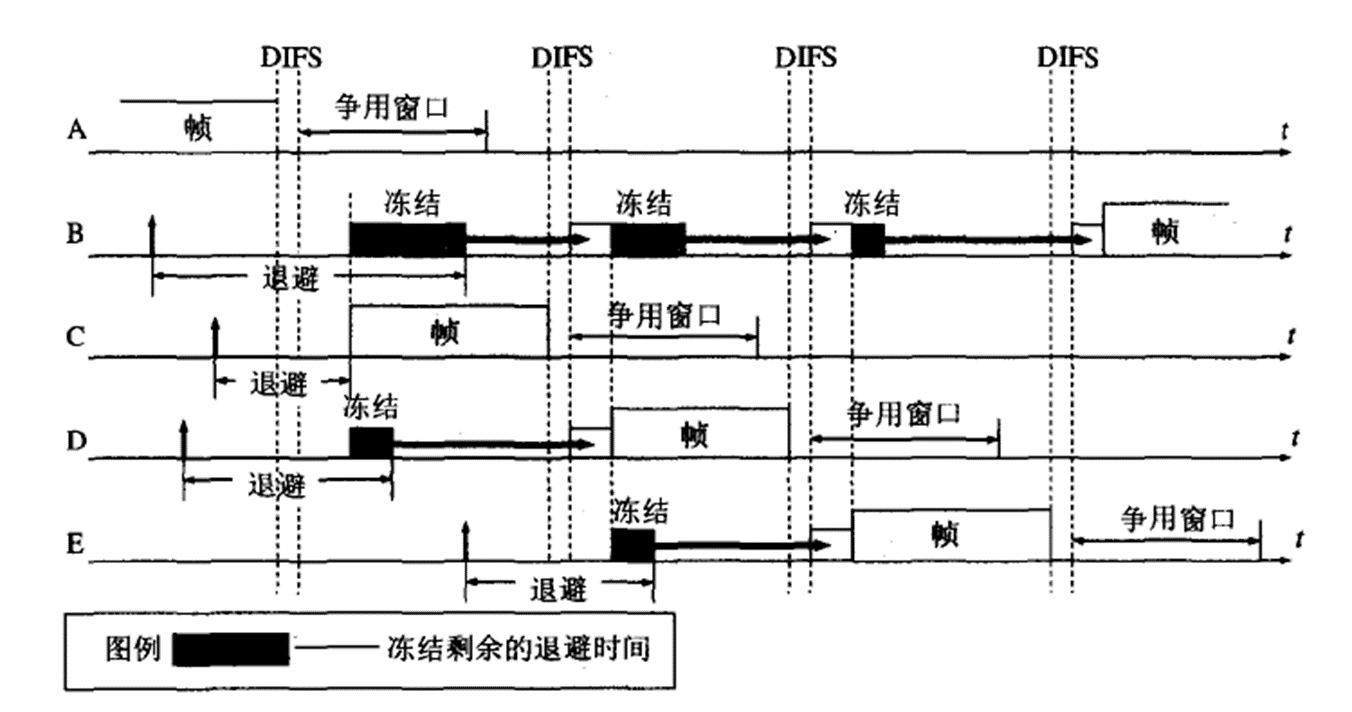 DIFS DIFS DIFS DIFS
争用窗口
A 帧 t
冻结 冻结 冻结
B 帧 t
退避
争用窗口
C 帧 t
退避
冻结 争用窗口
D 帧 t
退避
冻结 争用窗口
E 帧 t
退避
图例 冻结剩余的退避时间